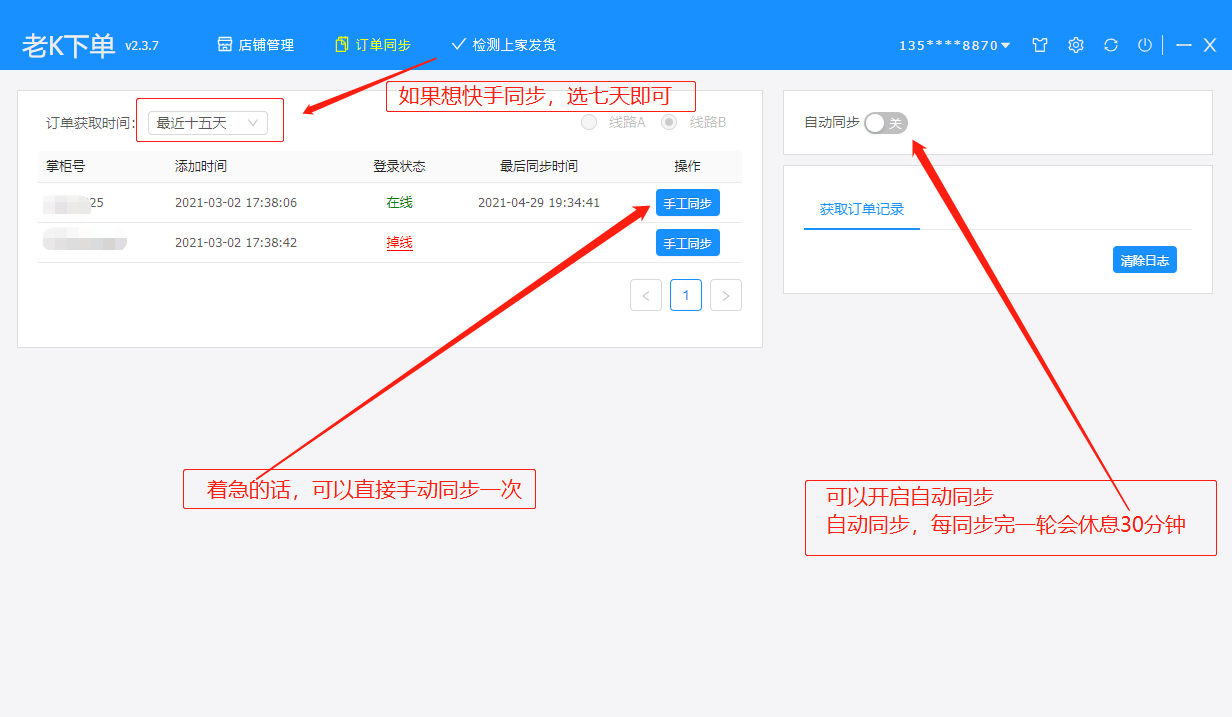 老K下单 v2.3.7 店铺管理 订单同步 检测上家发货 135****8870
如果想快手同步，选七天即可
订单获取时间: 最近十五天 线路A 线路B
自动同步 关
掌柜号 添加时间 登录状态 最后同步时间 操作
25 2021-03-02 17:38:06 在线 2021-04-29 19:34:41 手工同步
2021-03-02 17:38:42 掉线 手工同步
获取订单记录
清除日志
< 1 >
着急的话，可以直接手动同步一次
可以开启自动同步
自动同步，每同步完一轮会休息30分钟